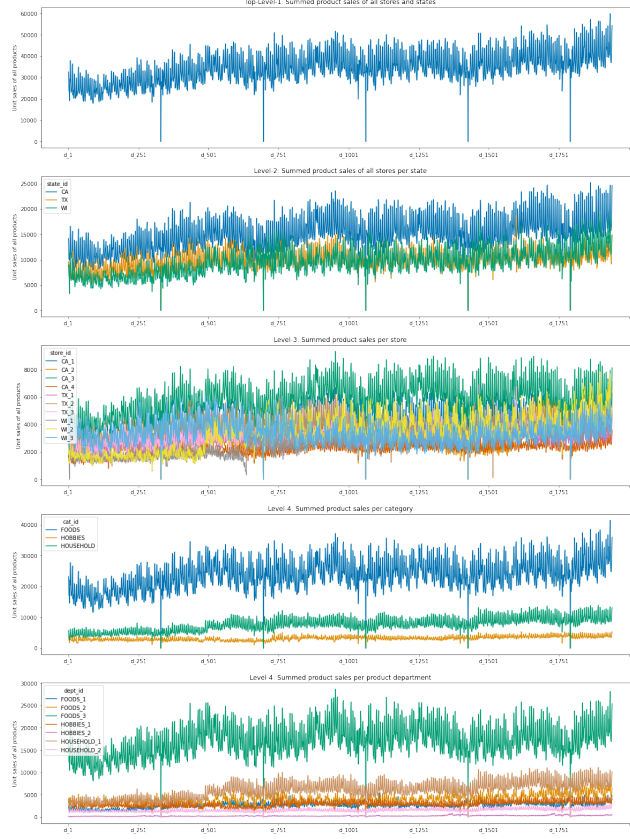 Top-Level-1: Summed product sales of all stores and states
Unit sales of all products
60000
50000
40000
30000
20000
10000
0
d_1
d_251
d_501
d_751
d_1001
d_1251
d_1501
d_1751
Level-2: Summed product sales of all stores per state
Unit sales of all products
25000
20000
15000
10000
5000
0
state_id
CA
TX
WI
d_1
d_251
d_501
d_751
d_1001
d_1251
d_1501
d_1751
Level-3: Summed product sales per store
Unit sales of all products
8000
6000
4000
2000
0
store_id
CA_1
CA_2
CA_3
CA_4
TX_1
TX_2
TX_3
WI_1
WI_2
WI_3
d_1
d_251
d_501
d_751
d_1001
d_1251
d_1501
d_1751
Level-4: Summed product sales per category
Unit sales of all products
40000
30000
20000
10000
0
cat_id
FOODS
HOBBIES
HOUSEHOLD
d_1
d_251
d_501
d_751
d_1001
d_1251
d_1501
d_1751
Level-4: Summed product sales per product department
Unit sales of all products
30000
25000
20000
15000
10000
5000
0
dept_id
FOODS_1
FOODS_2
FOODS_3
HOBBIES_1
HOBBIES_2
HOUSEHOLD_1
HOUSEHOLD_2
d_1
d_251
d_501
d_751
d_1001
d_1251
d_1501
d_1751